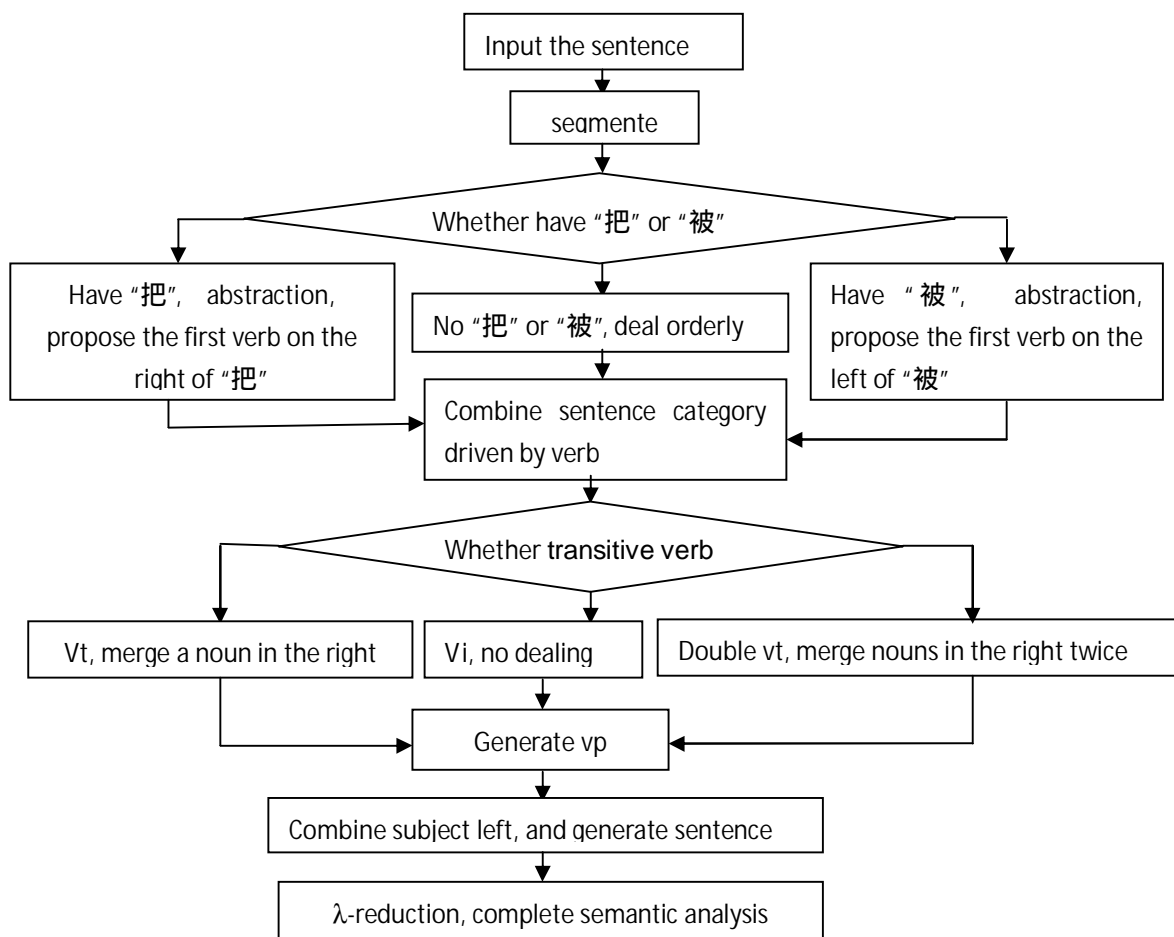 Input the sentence
segmente
Whether have “把” or “被”
Have “把”, abstraction,
propose the first verb on the
right of “把”
No “把” or “被”, deal orderly
Have “被”, abstraction,
propose the first verb on the
left of “被”
Combine sentence category
driven by verb
Whether transitive verb
Vt, merge a noun in the right
Vi, no dealing
Double vt, merge nouns in the right twice
Generate vp
Combine subject left, and generate sentence
λ-reduction, complete semantic analysis